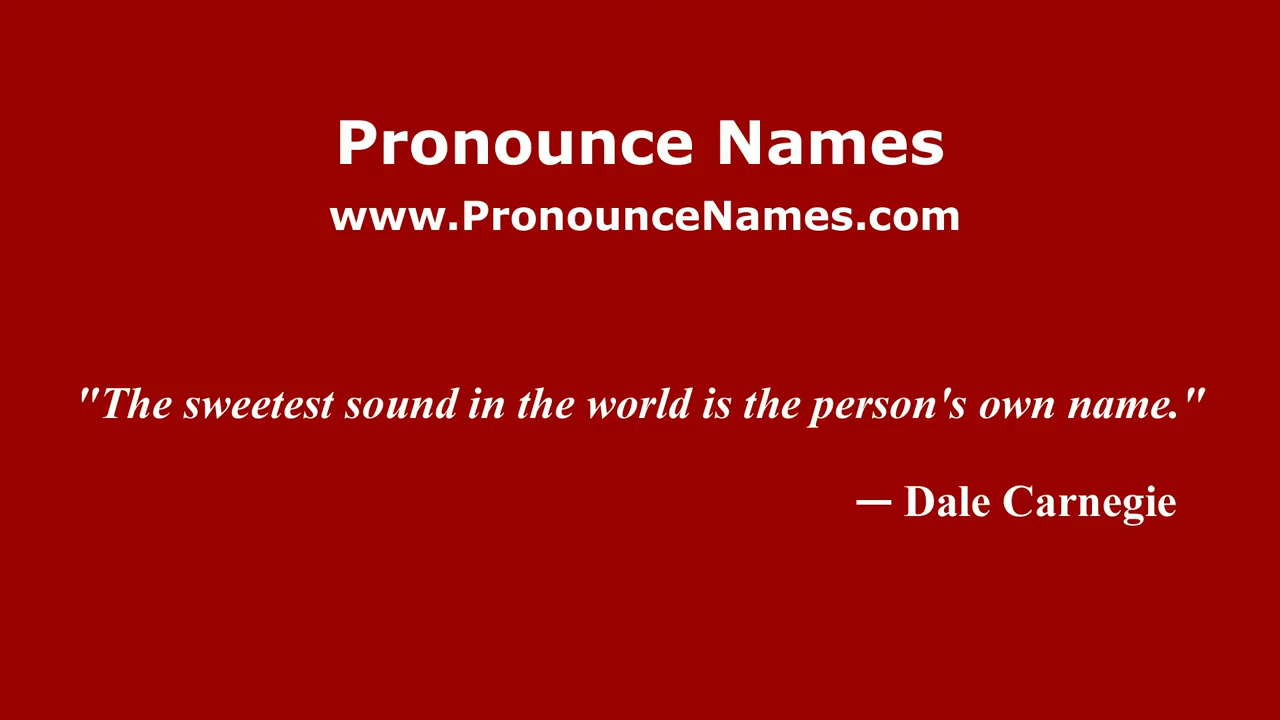 Pronounce Names
www.PronounceNames.com
"The sweetest sound in the world is the person's own name."
— Dale Carnegie